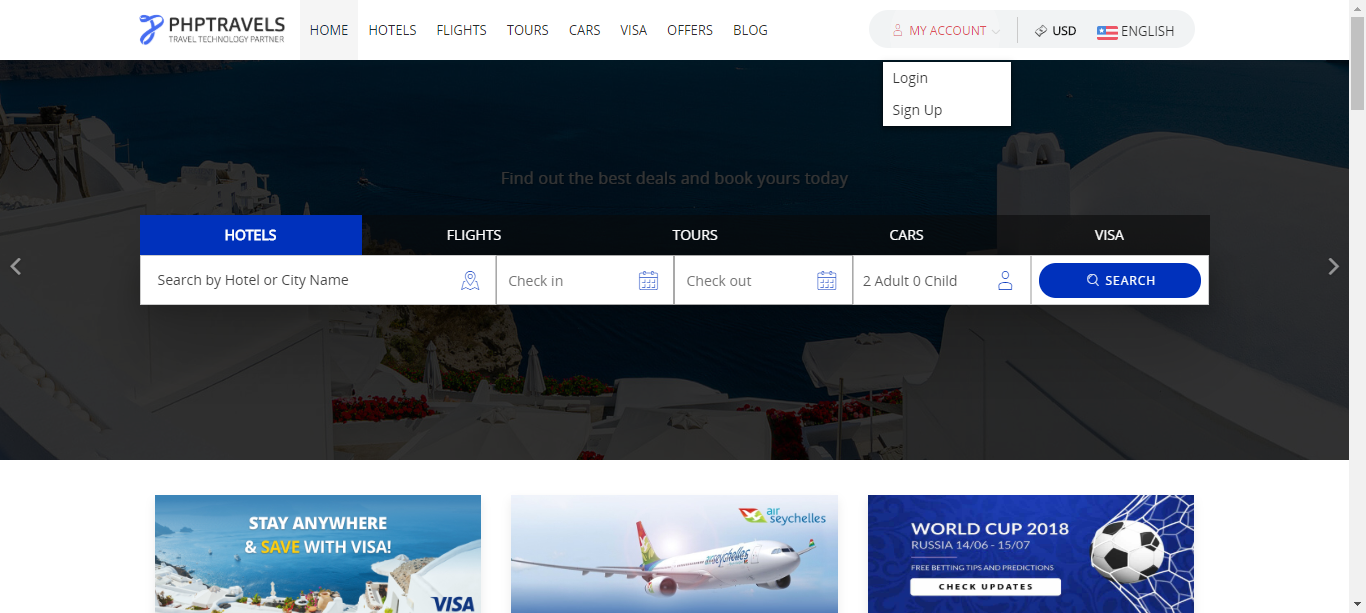 PHPTRAVELS
TRAVEL TECHNOLOGY PARTNER
HOME HOTELS FLIGHTS TOURS CARS VISA OFFERS BLOG
MY ACCOUNT USD ENGLISH
Login
Sign Up
Find out the best deals and book yours today
HOTELS FLIGHTS TOURS CARS VISA
Search by Hotel or City Name Check in Check out 2 Adult 0 Child SEARCH
STAY ANYWHERE
& SAVE WITH VISA!
VISA
air
seychelles
airseychelles
WORLD CUP 2018
RUSSIA 14/06 - 15/07
FREE BETTING TIPS AND PREDICTIONS
CHECK UPDATES